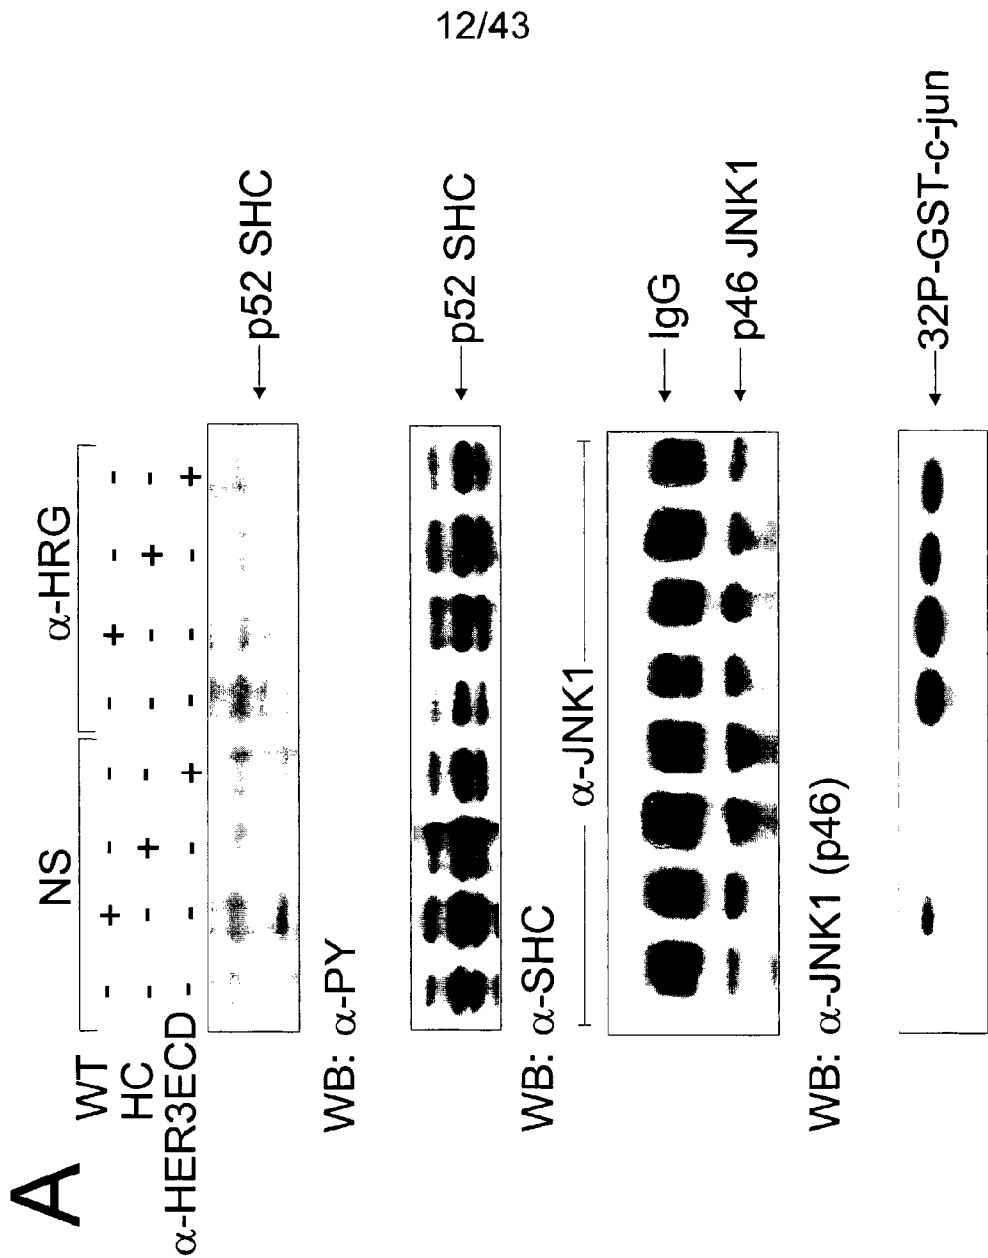 12/43
A
NS α-HRG
WT - + - - - + - -
HC - - + - - - + -
α-HER3ECD - - - + - - - +
p52 SHC
WB: α-PY
p52 SHC
WB: α-SHC
α-JNK1
IgG
p46 JNK1
WB: α-JNK1 (p46)
32P-GST-c-jun